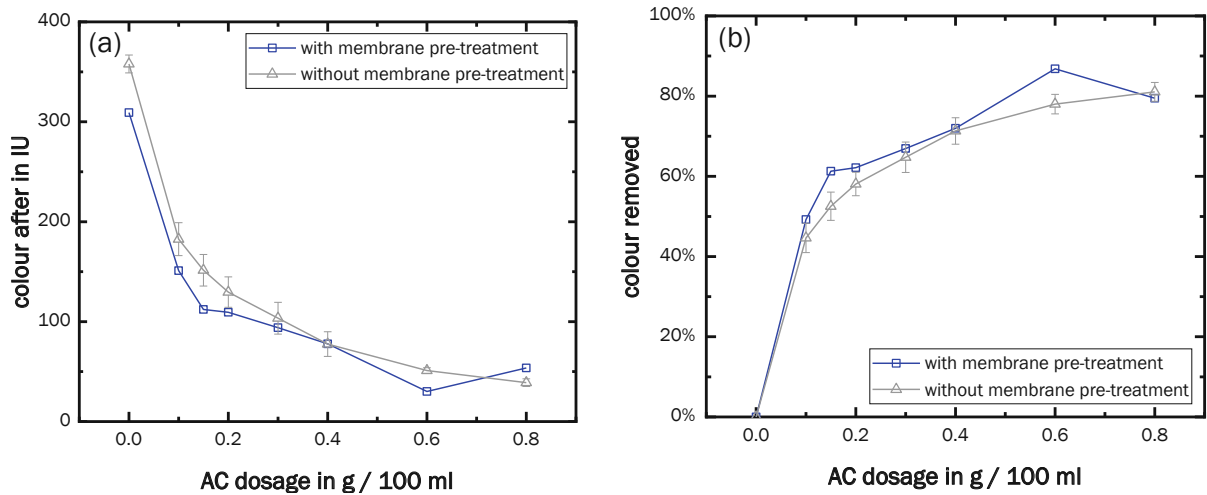 (a)
with membrane pre-treatment
without membrane pre-treatment
400
300
200
100
0
colour after in IU
0.0 0.2 0.4 0.6 0.8
AC dosage in g / 100 ml
(b)
100%
80%
60%
40%
20%
0%
colour removed
with membrane pre-treatment
without membrane pre-treatment
0.0 0.2 0.4 0.6 0.8
AC dosage in g / 100 ml